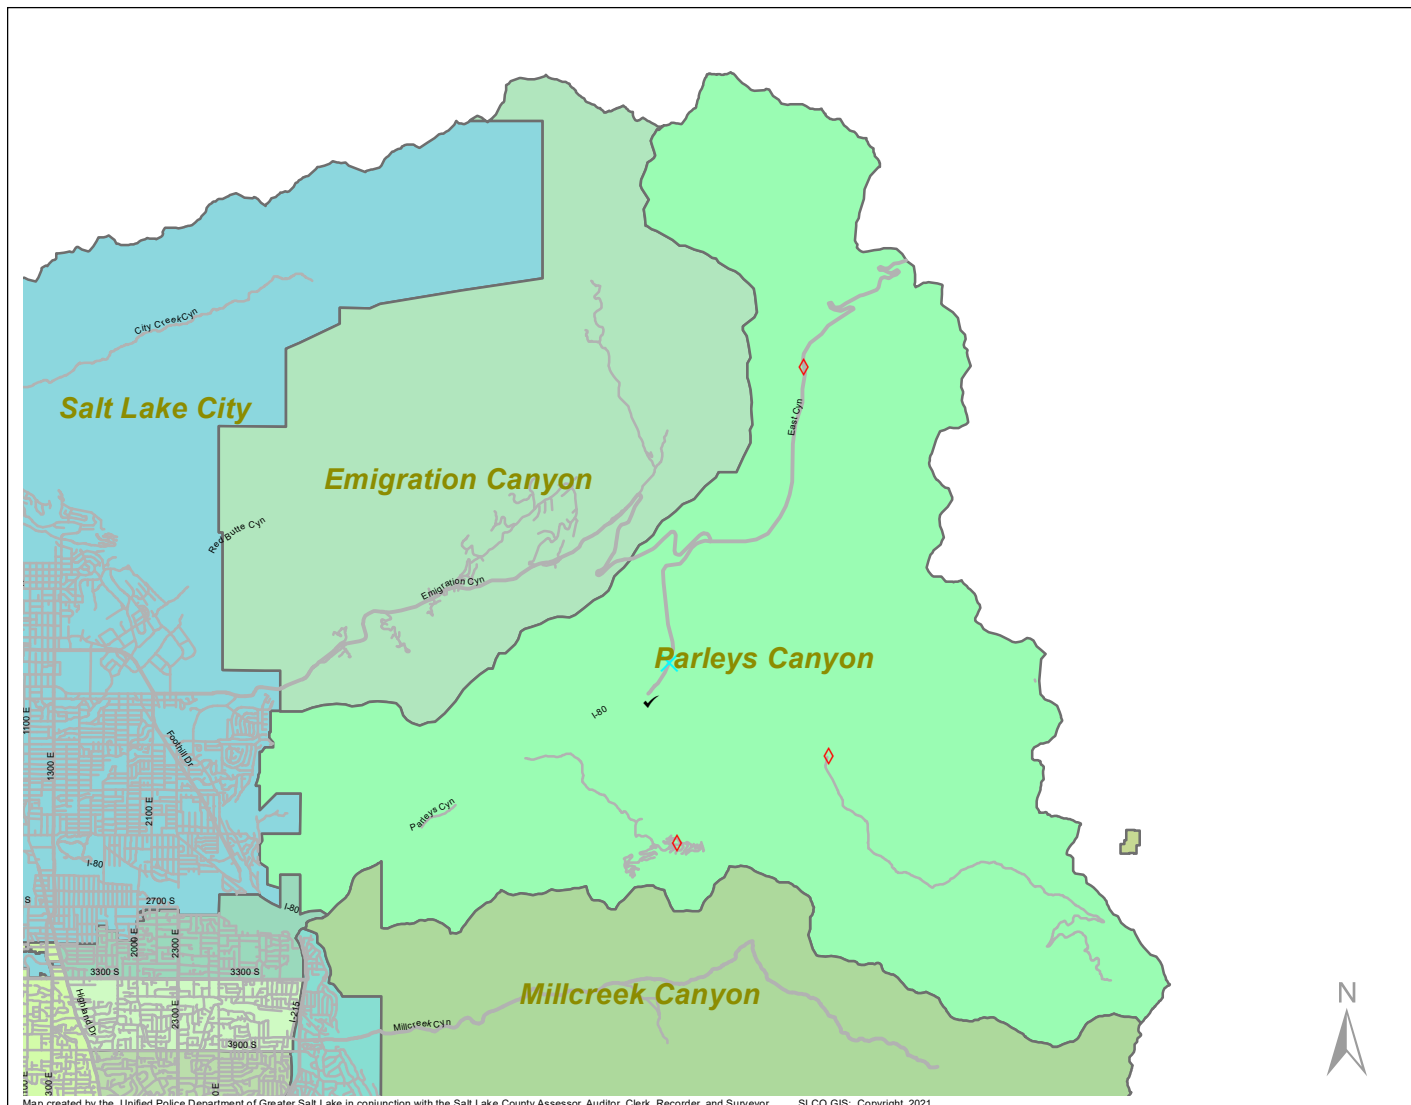 City Creek Cyn
Salt Lake City
East Cyn
Emigration Canyon
Red Butte Cyn
Emigration Cyn
Parleys Canyon
I-80
1100 E
1300 E
Foothill Dr
2100 E
Parleys Cyn
I-80
S
2700 S
I-80
2000 E
2300 E
3300 S
3300 S
Millcreek Canyon
N
Highland Dr
2300 E
I-215
Millcreek Cyn
3900 S
Map created by the Unified Police Department of Greater Salt Lake in conjunction with the Salt Lake County Assessor, Auditor, Clerk, Recorder, and Surveyor. SLCO GIS: Copyright 2021